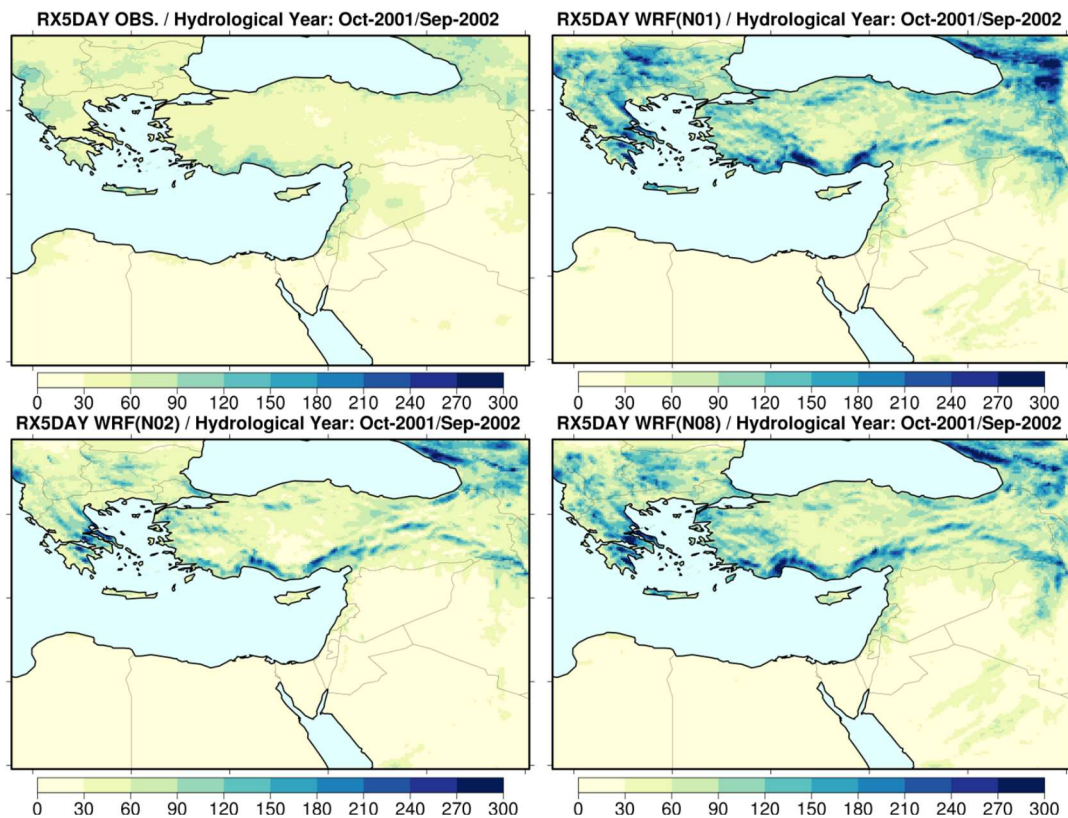 RX5DAY OBS. / Hydrological Year: Oct-2001/Sep-2002
RX5DAY WRF(N01) / Hydrological Year: Oct-2001/Sep-2002
0 30 60 90 120 150 180 210 240 270 300
0 30 60 90 120 150 180 210 240 270 300
RX5DAY WRF(N02) / Hydrological Year: Oct-2001/Sep-2002
RX5DAY WRF(N08) / Hydrological Year: Oct-2001/Sep-2002
0 30 60 90 120 150 180 210 240 270 300
0 30 60 90 120 150 180 210 240 270 300